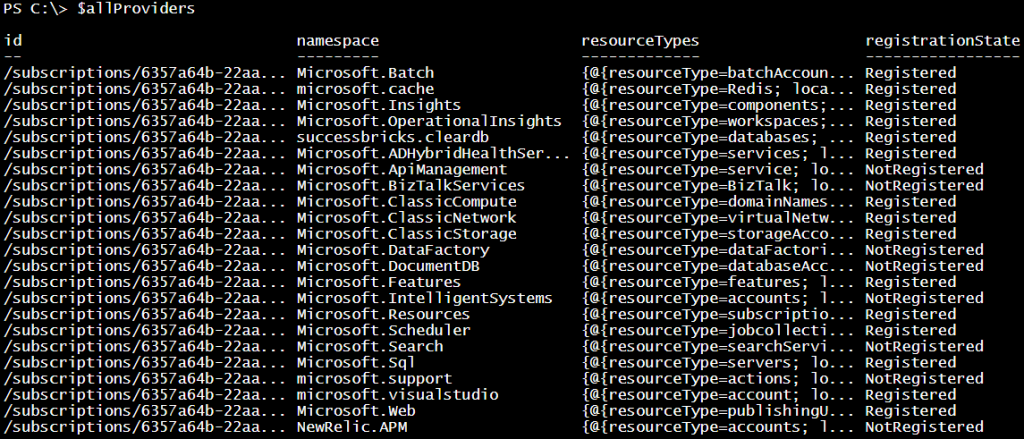 PS C:\> $allProviders
id namespace resourceTypes registrationState
-- --------- ------------- -----------------
/subscriptions/6357a64b-22aa... Microsoft.Batch {@{resourceType=batchAccoun... Registered
/subscriptions/6357a64b-22aa... microsoft.cache {@{resourceType=Redis; loca... Registered
/subscriptions/6357a64b-22aa... Microsoft.Insights {@{resourceType=components;... Registered
/subscriptions/6357a64b-22aa... Microsoft.OperationalInsights {@{resourceType=workspaces;... Registered
/subscriptions/6357a64b-22aa... successbricks.cleardb {@{resourceType=databases; ... Registered
/subscriptions/6357a64b-22aa... Microsoft.ADHybridHealthSer... {@{resourceType=services; l... Registered
/subscriptions/6357a64b-22aa... Microsoft.ApiManagement {@{resourceType=service; lo... NotRegistered
/subscriptions/6357a64b-22aa... Microsoft.BizTalkServices {@{resourceType=BizTalk; lo... NotRegistered
/subscriptions/6357a64b-22aa... Microsoft.ClassicCompute {@{resourceType=domainNames... Registered
/subscriptions/6357a64b-22aa... Microsoft.ClassicNetwork {@{resourceType=virtualNetw... Registered
/subscriptions/6357a64b-22aa... Microsoft.ClassicStorage {@{resourceType=storageAcco... Registered
/subscriptions/6357a64b-22aa... Microsoft.DataFactory {@{resourceType=dataFactori... NotRegistered
/subscriptions/6357a64b-22aa... Microsoft.DocumentDB {@{resourceType=databaseAcc... NotRegistered
/subscriptions/6357a64b-22aa... Microsoft.Features {@{resourceType=features; l... Registered
/subscriptions/6357a64b-22aa... Microsoft.IntelligentSystems {@{resourceType=accounts; l... NotRegistered
/subscriptions/6357a64b-22aa... Microsoft.Resources {@{resourceType=subscriptio... Registered
/subscriptions/6357a64b-22aa... Microsoft.Scheduler {@{resourceType=jobcollecti... Registered
/subscriptions/6357a64b-22aa... Microsoft.Search {@{resourceType=searchServi... NotRegistered
/subscriptions/6357a64b-22aa... Microsoft.Sql {@{resourceType=servers; lo... Registered
/subscriptions/6357a64b-22aa... microsoft.support {@{resourceType=actions; lo... NotRegistered
/subscriptions/6357a64b-22aa... microsoft.visualstudio {@{resourceType=account; lo... Registered
/subscriptions/6357a64b-22aa... Microsoft.Web {@{resourceType=publishingU... Registered
/subscriptions/6357a64b-22aa... NewRelic.APM {@{resourceType=accounts; l... NotRegistered